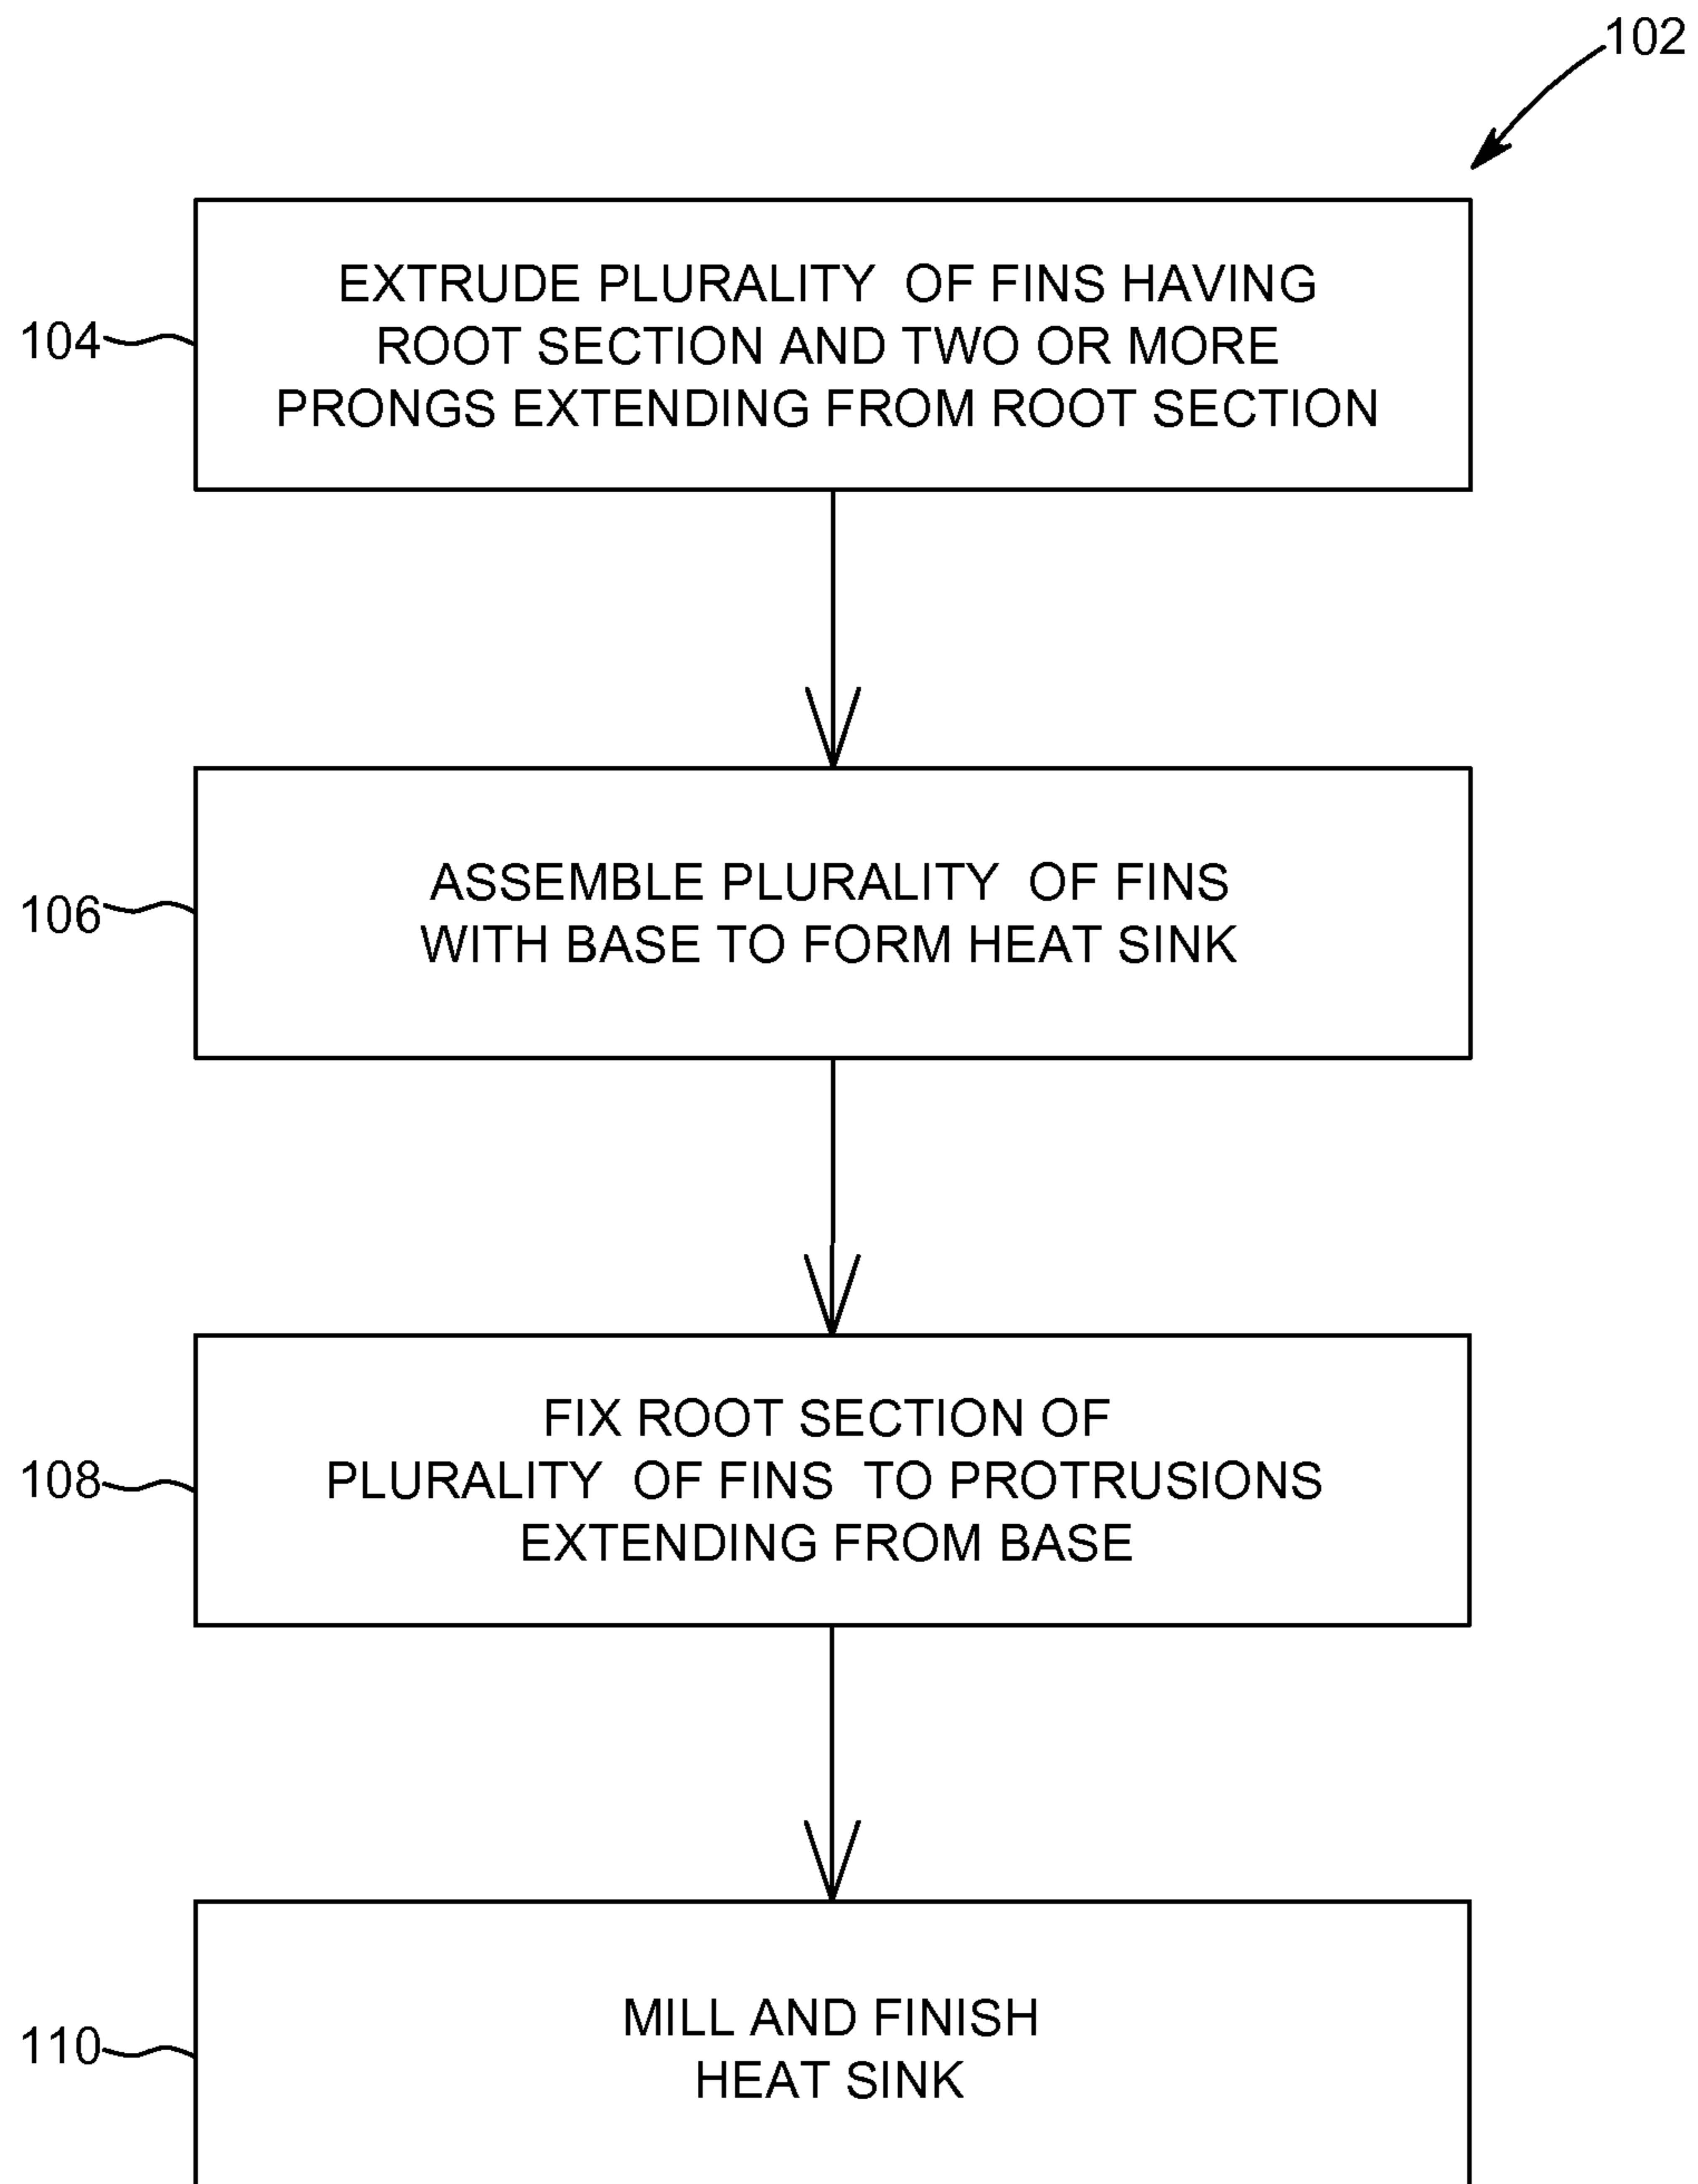 102
EXTRUDE PLURALITY OF FINS HAVING
104
ROOT SECTION AND TWO OR MORE
PRONGS EXTENDING FROM ROOT SECTION
ASSEMBLE PLURALITY OF FINS
106
WITH BASE TO FORM HEAT SINK
FIX ROOT SECTION OF
108
PLURALITY OF FINS TO PROTRUSIONS
EXTENDING FROM BASE
MILL AND FINISH
110
HEAT SINK